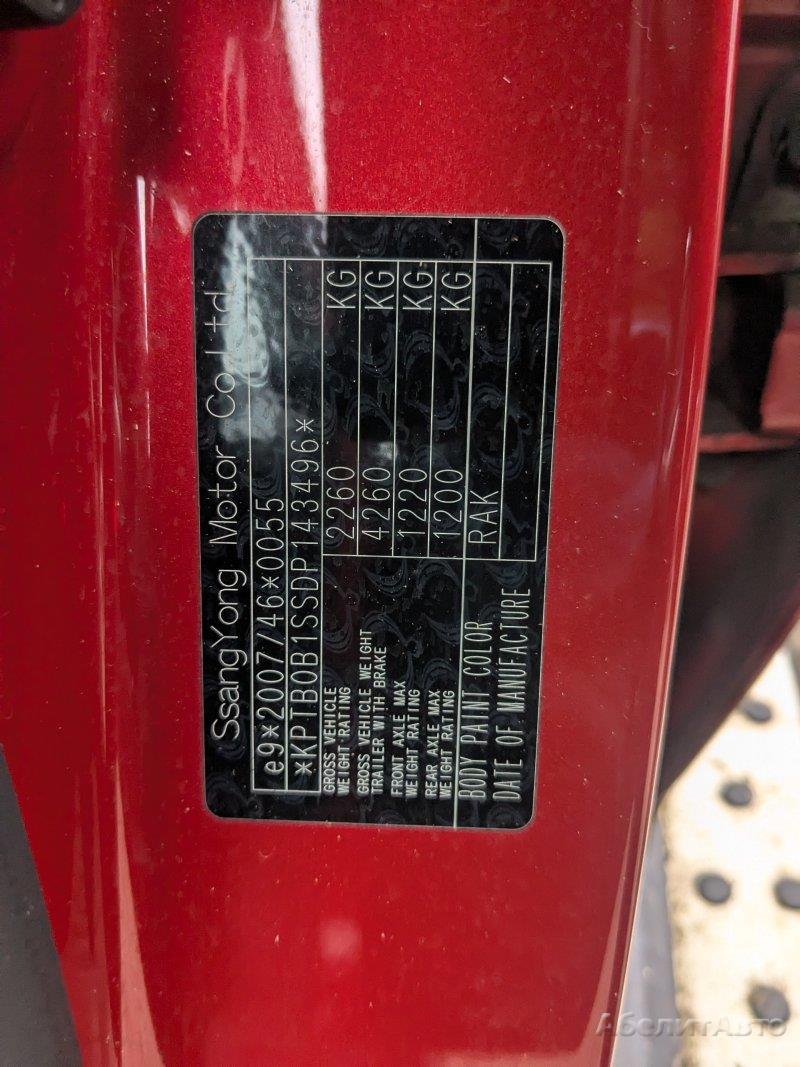 SsangYong Motor Co.Ltd.
e9*2007/46*0055
*KPTB0B1SSDP143496*
GROSS VEHICLE
WEIGHT RATING 2260 KG
GROSS VEHICLE WEIGHT
TRAILER WITH BRAKE 4260 KG
FRONT AXLE MAX
WEIGHT RATING 1220 KG
REAR AXLE MAX
WEIGHT RATING 1200 KG
BODY PAINT COLOR RAK
DATE OF MANUFACTURE
АбелитАвто